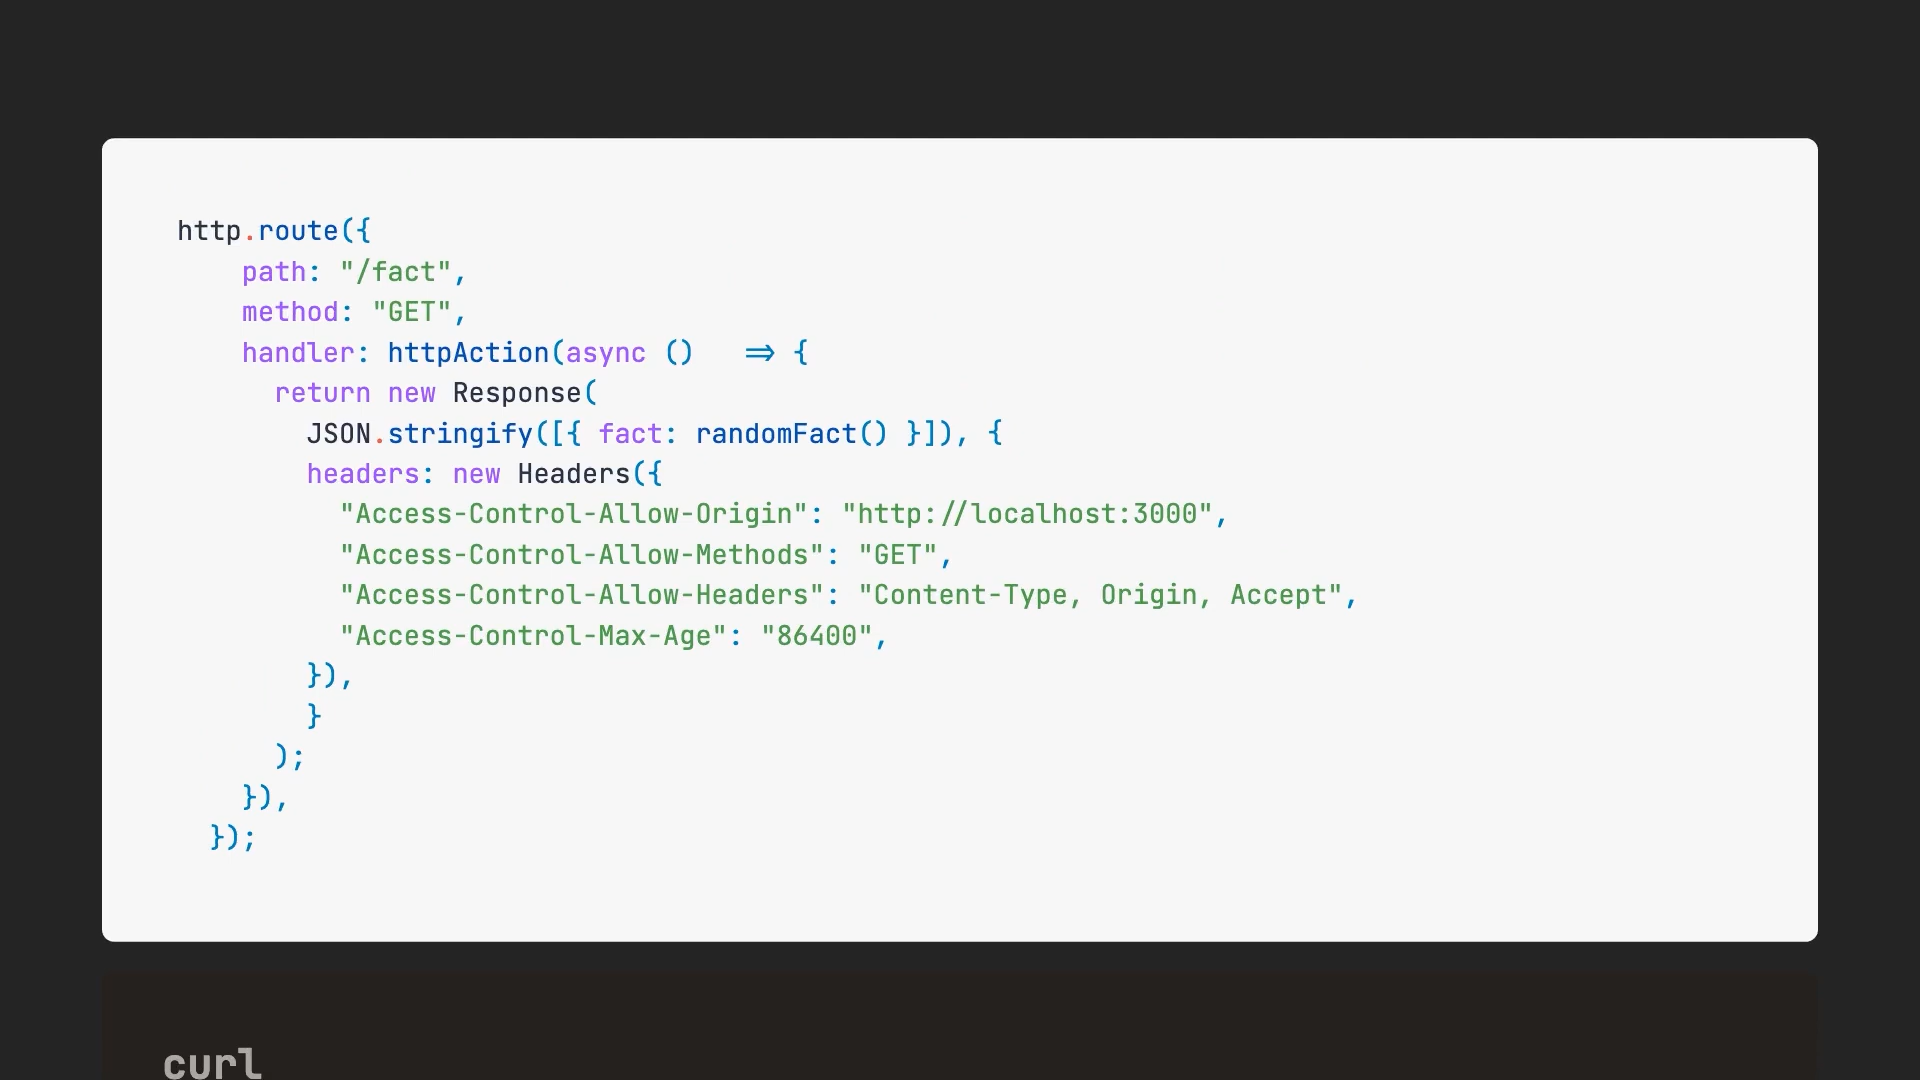 http.route({
path: "/fact",
method: "GET",
handler: httpAction(async () => {
return new Response(
JSON.stringify([{ fact: randomFact() }]), {
headers: new Headers({
"Access-Control-Allow-Origin": "http://localhost:3000",
"Access-Control-Allow-Methods": "GET",
"Access-Control-Allow-Headers": "Content-Type, Origin, Accept",
"Access-Control-Max-Age": "86400",
}),
}
);
}),
});
curl